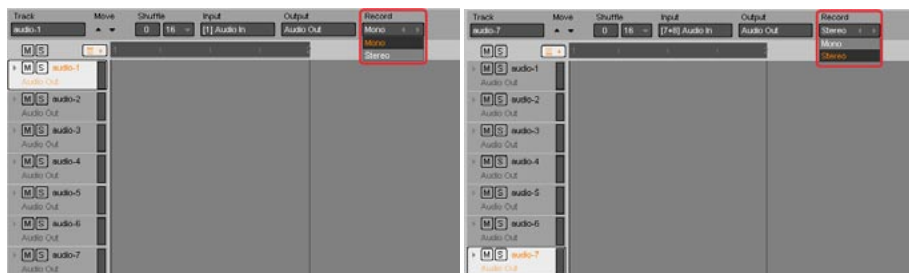 Track Move Shuttle Input Output Record
audio-1 0 16 [1] Audio In Audio Out Mono
Mono
Stereo
M S
1
M S audio-1
Audio Out
M S audio-2
Audio Out
M S audio-3
Audio Out
M S audio-4
Audio Out
M S audio-5
Audio Out
M S audio-6
Audio Out
M S audio-7
Track Move Shuttle Input Output Record
audio-7 0 16 [7+8] Audio In Audio Out Stereo
Mono
Stereo
M S
M S audio-1
Audio Out
M S audio-2
Audio Out
M S audio-3
Audio Out
M S audio-4
Audio Out
M S audio-5
Audio Out
M S audio-6
Audio Out
M S audio-7
Audio Out